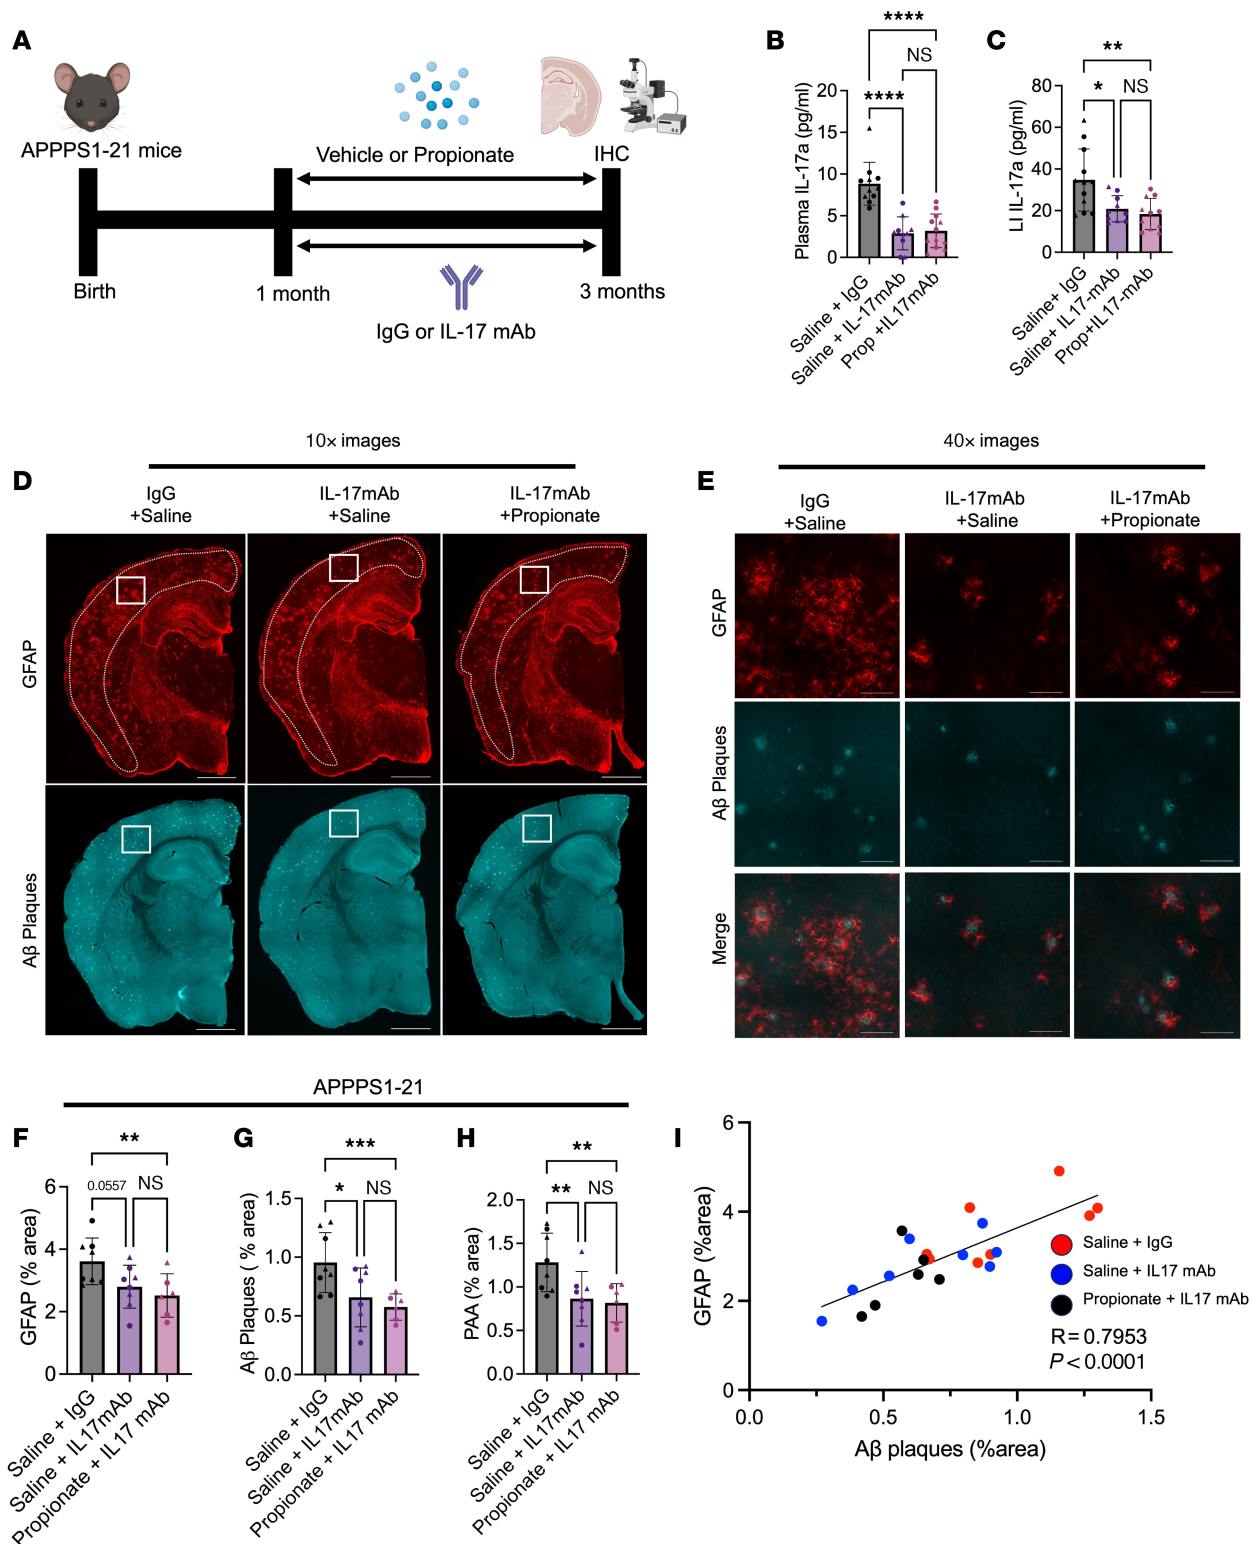 A
APPPS1-21 mice
Vehicle or Propionate
IHC
Birth
1 month
3 months
IgG or IL-17 mAb
B
****
NS
****
Plasma IL-17a (pg/ml)
20
15
10
5
0
Saline + IgG
Saline + IL-17mAb
Prop +IL17mAb
C
**
*
NS
LI IL-17a (pg/ml)
80
60
40
20
0
Saline+ IgG
Saline+ IL17-mAb
Prop+IL17-mAb
10× images
D
IgG
+Saline
IL-17mAb
+Saline
IL-17mAb
+Propionate
GFAP
Aβ Plaques
40× images
E
IgG
+Saline
IL-17mAb
+Saline
IL-17mAb
+Propionate
GFAP
Aβ Plaques
Merge
APPPS1-21
F
**
0.0557
NS
GFAP (% area)
6
4
2
0
Saline + IgG
Saline + IL17mAb
Propionate + IL17 mAb
G
***
*
NS
Aβ Plaques ( % area)
1.5
1.0
0.5
0.0
Saline + IgG
Saline + IL17mAb
Propionate + IL17 mAb
H
**
**
NS
PAA (% area)
2.0
1.5
1.0
0.5
0.0
Saline + IgG
Saline + IL17mAb
Propionate + IL17 mAb
I
GFAP (%area)
6
4
2
0
0.0
0.5
1.0
1.5
Aβ plaques (%area)
Saline + IgG
Saline + IL17 mAb
Propionate + IL17 mAb
R = 0.7953
P < 0.0001